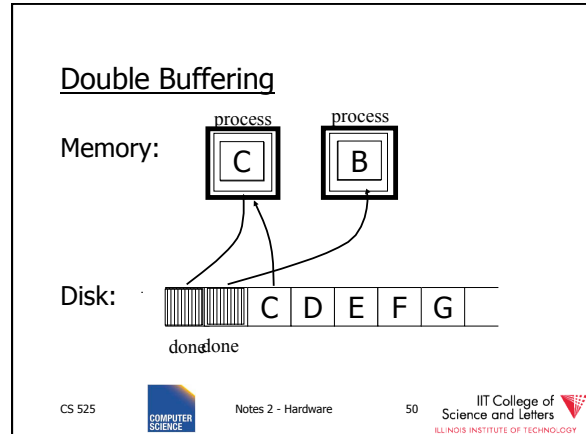 Double Buffering
process process
Memory:
C B
Disk:
C D E F G
done done
CS 525
COMPUTER
SCIENCE
Notes 2 - Hardware
50
IIT College of
Science and Letters
ILLINOIS INSTITUTE OF TECHNOLOGY